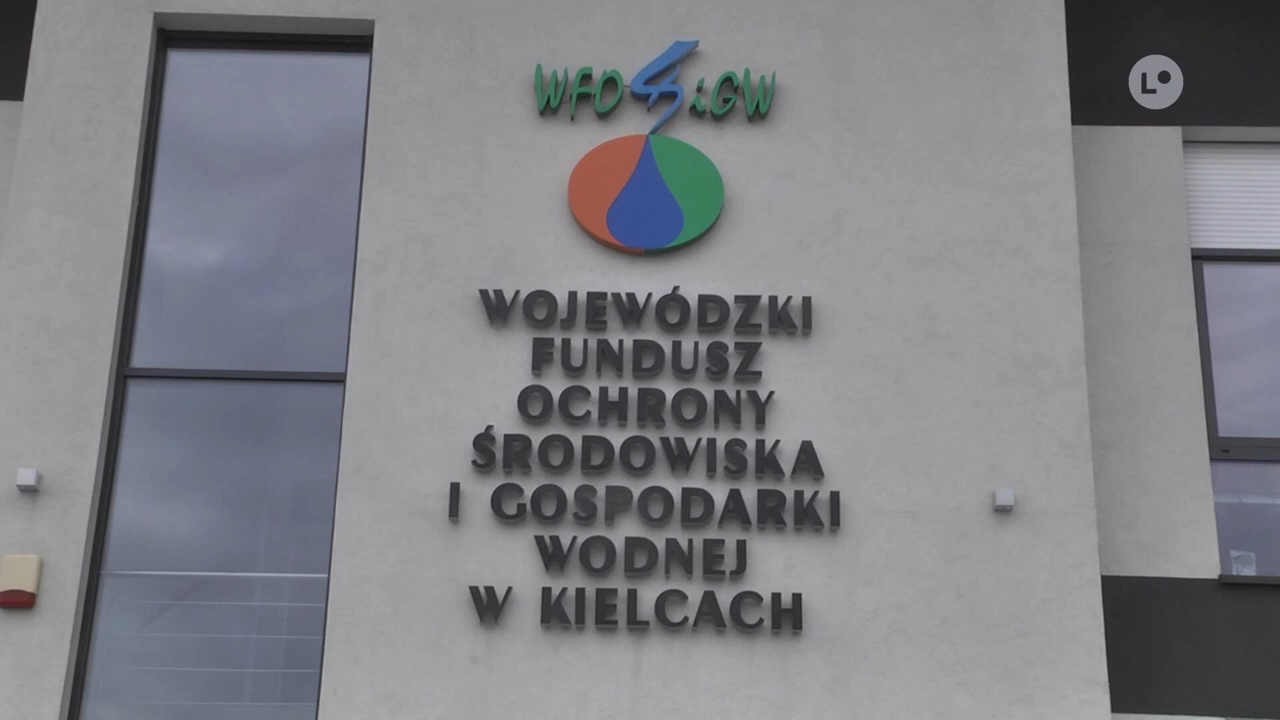 WFOŚiGW
WOJEWÓDZKI
FUNDUSZ
OCHRONY
ŚRODOWISKA
I GOSPODARKI
WODNEJ
W KIELCACH
L